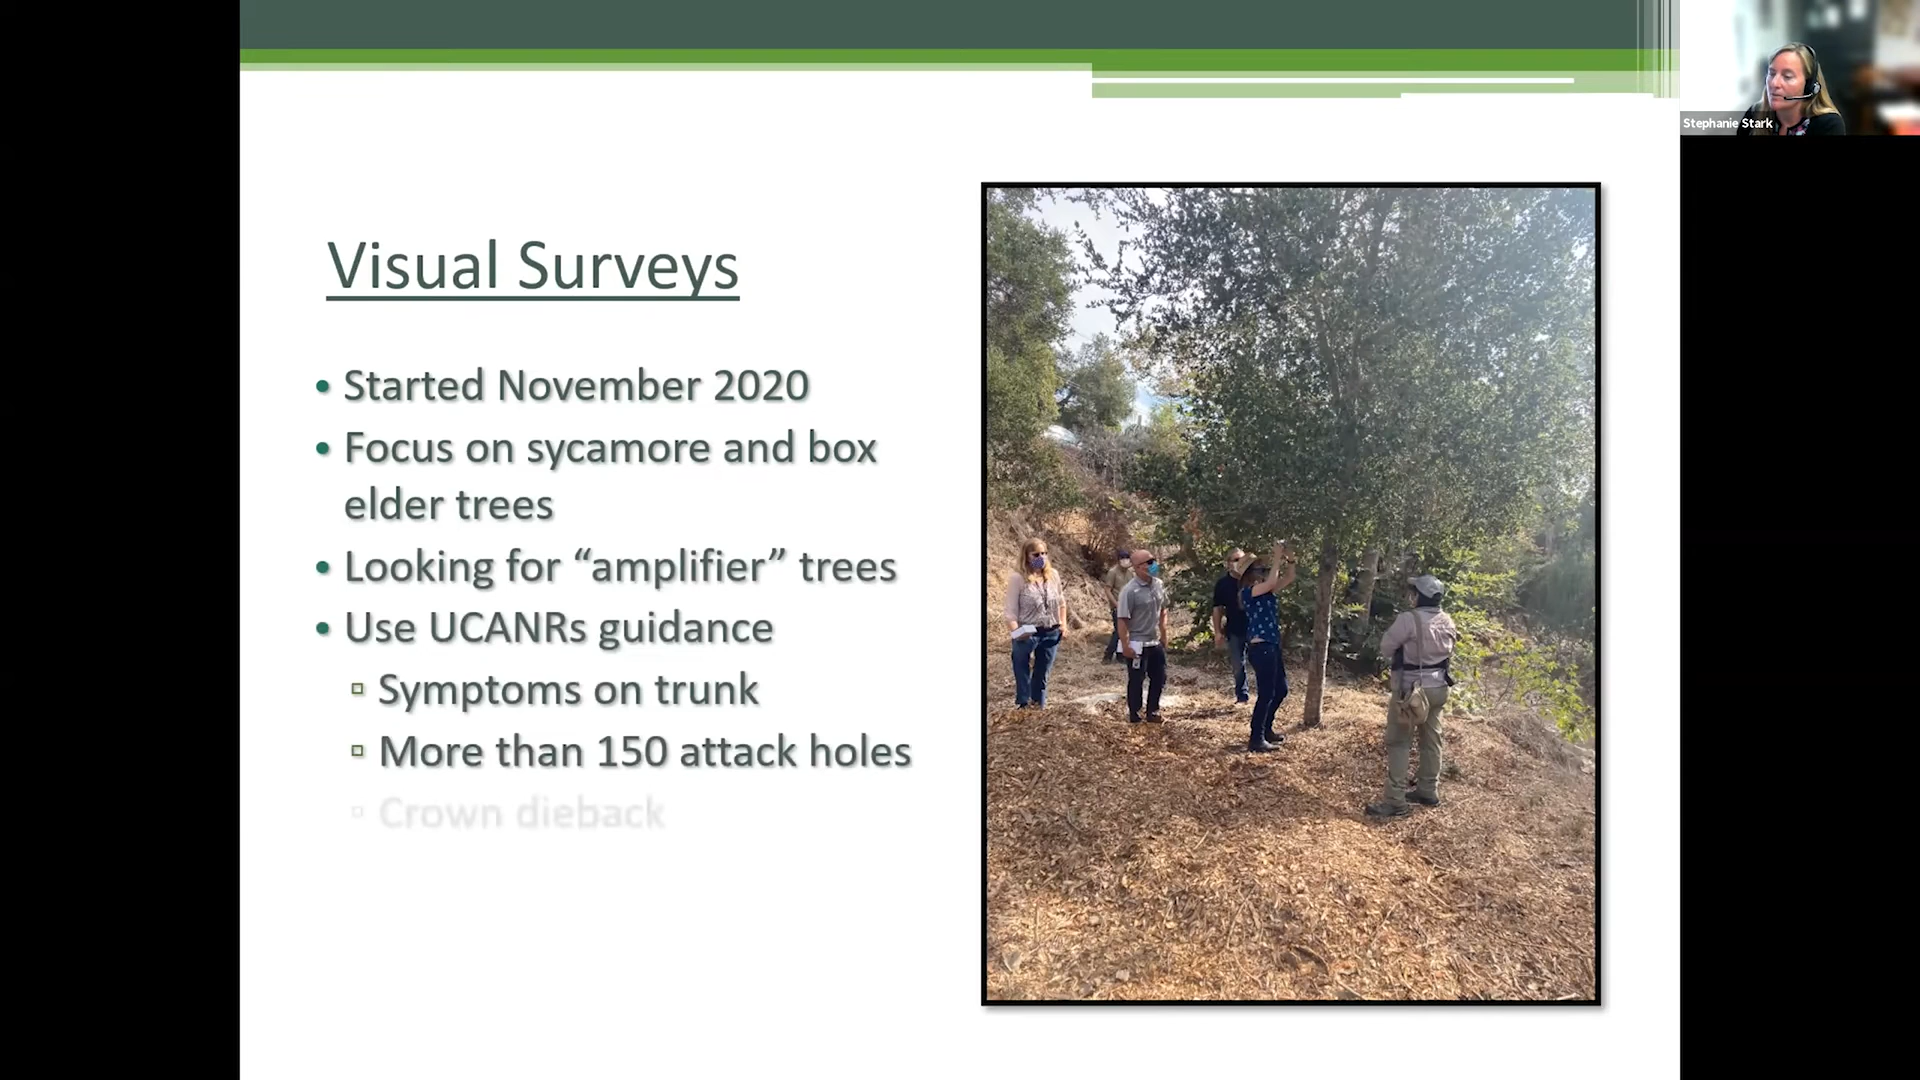 Stephanie Stark
Visual Surveys
• Started November 2020
• Focus on sycamore and box
elder trees
• Looking for “amplifier” trees
• Use UCANRs guidance
▫ Symptoms on trunk
▫ More than 150 attack holes
▫ Crown dieback